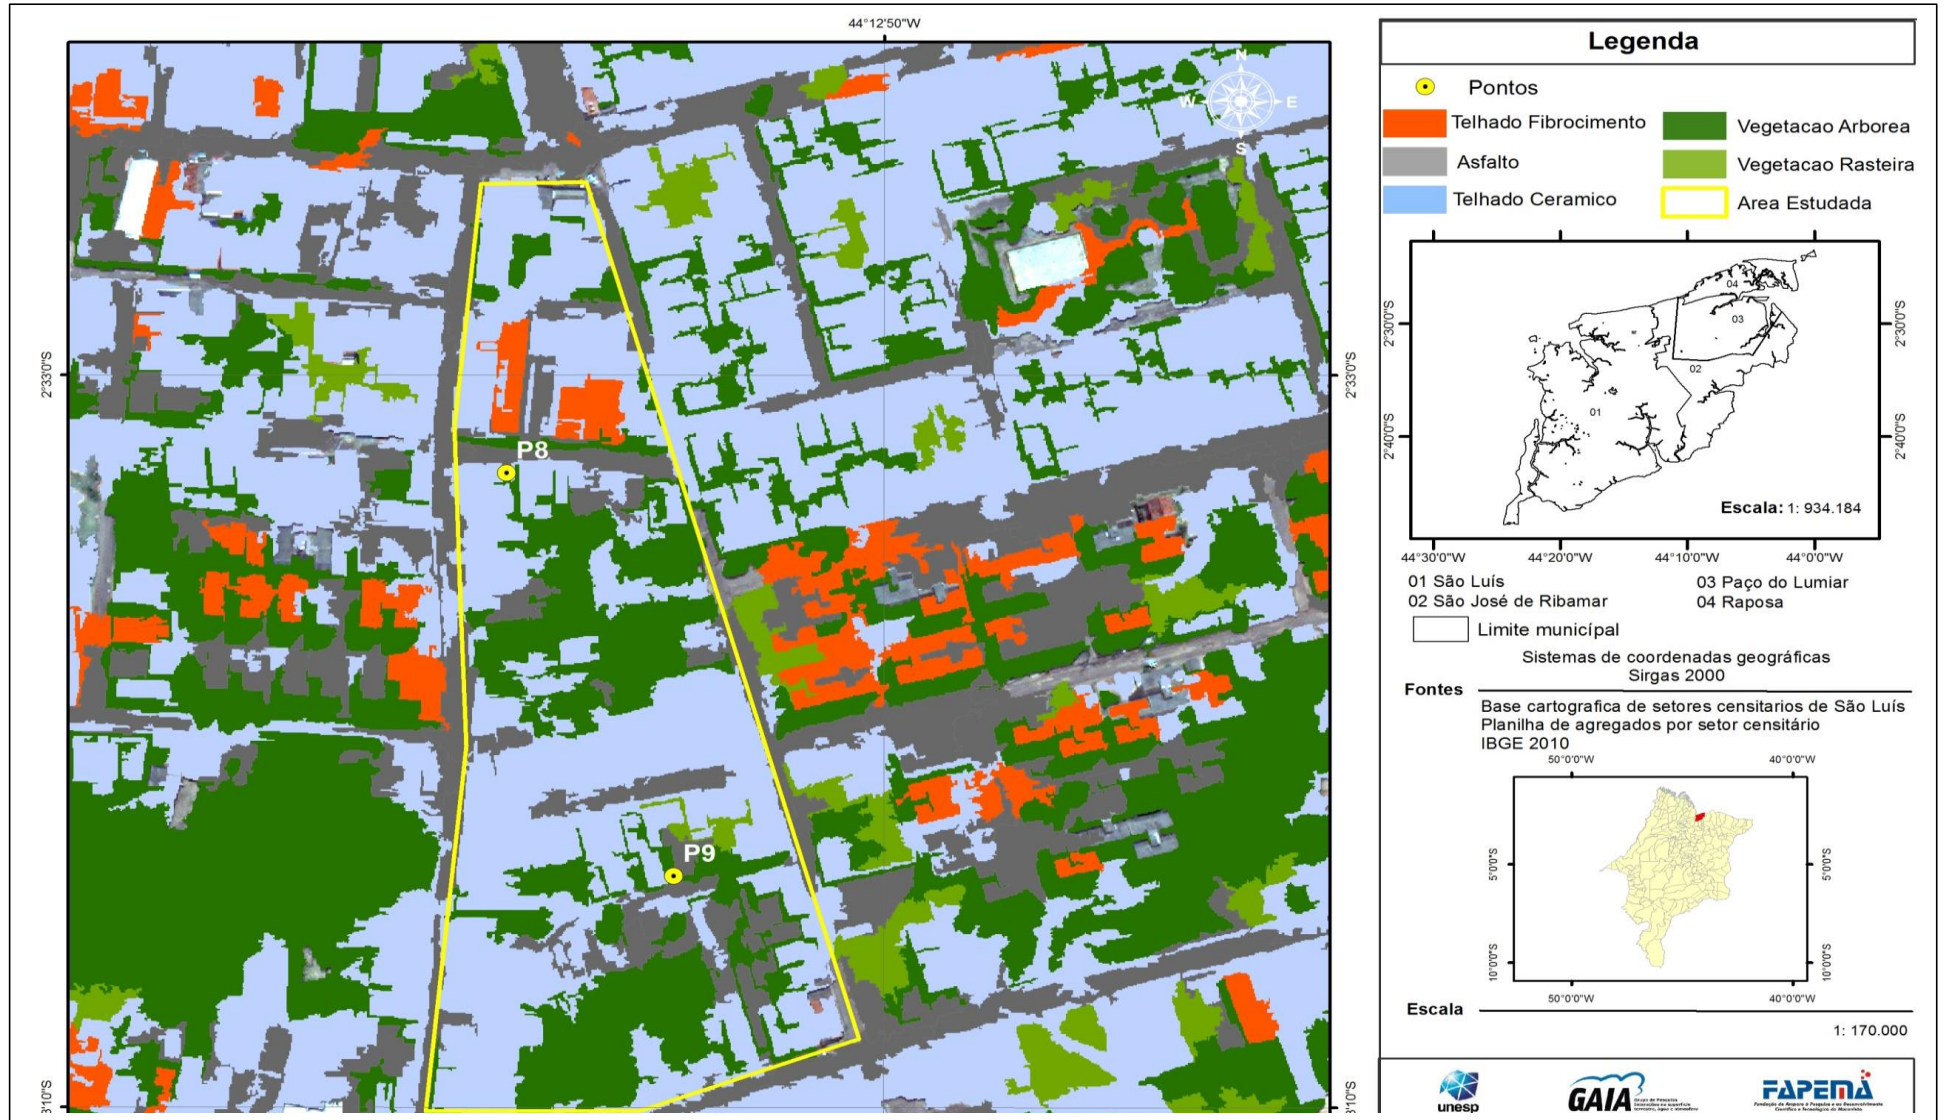 44°12'50"W
Legenda
Pontos
Telhado Fibrocimento
Vegetacao Arborea
Asfalto
Vegetacao Rasteira
Telhado Ceramico
Area Estudada
N
W
E
S
2°33'0"S
2°33'0"S
P8
P9
3'10"S
3'10"S
04
03
02
01
2°30'0"S
2°30'0"S
2°40'0"S
2°40'0"S
Escala: 1: 934.184
44°30'0"W 44°20'0"W 44°10'0"W 44°0'0"W
01 São Luís
03 Paço do Lumiar
02 São José de Ribamar
04 Raposa
Limite municípal
Sistemas de coordenadas geográficas
Sirgas 2000
Fontes
Base cartografica de setores censitarios de São Luís
Planilha de agregados por setor censitário
IBGE 2010
50°0'0"W 40°0'0"W
5°0'0"S
5°0'0"S
10°0'0"S
10°0'0"S
50°0'0"W 40°0'0"W
Escala
1: 170.000
unesp
GAIA
FAPEMA